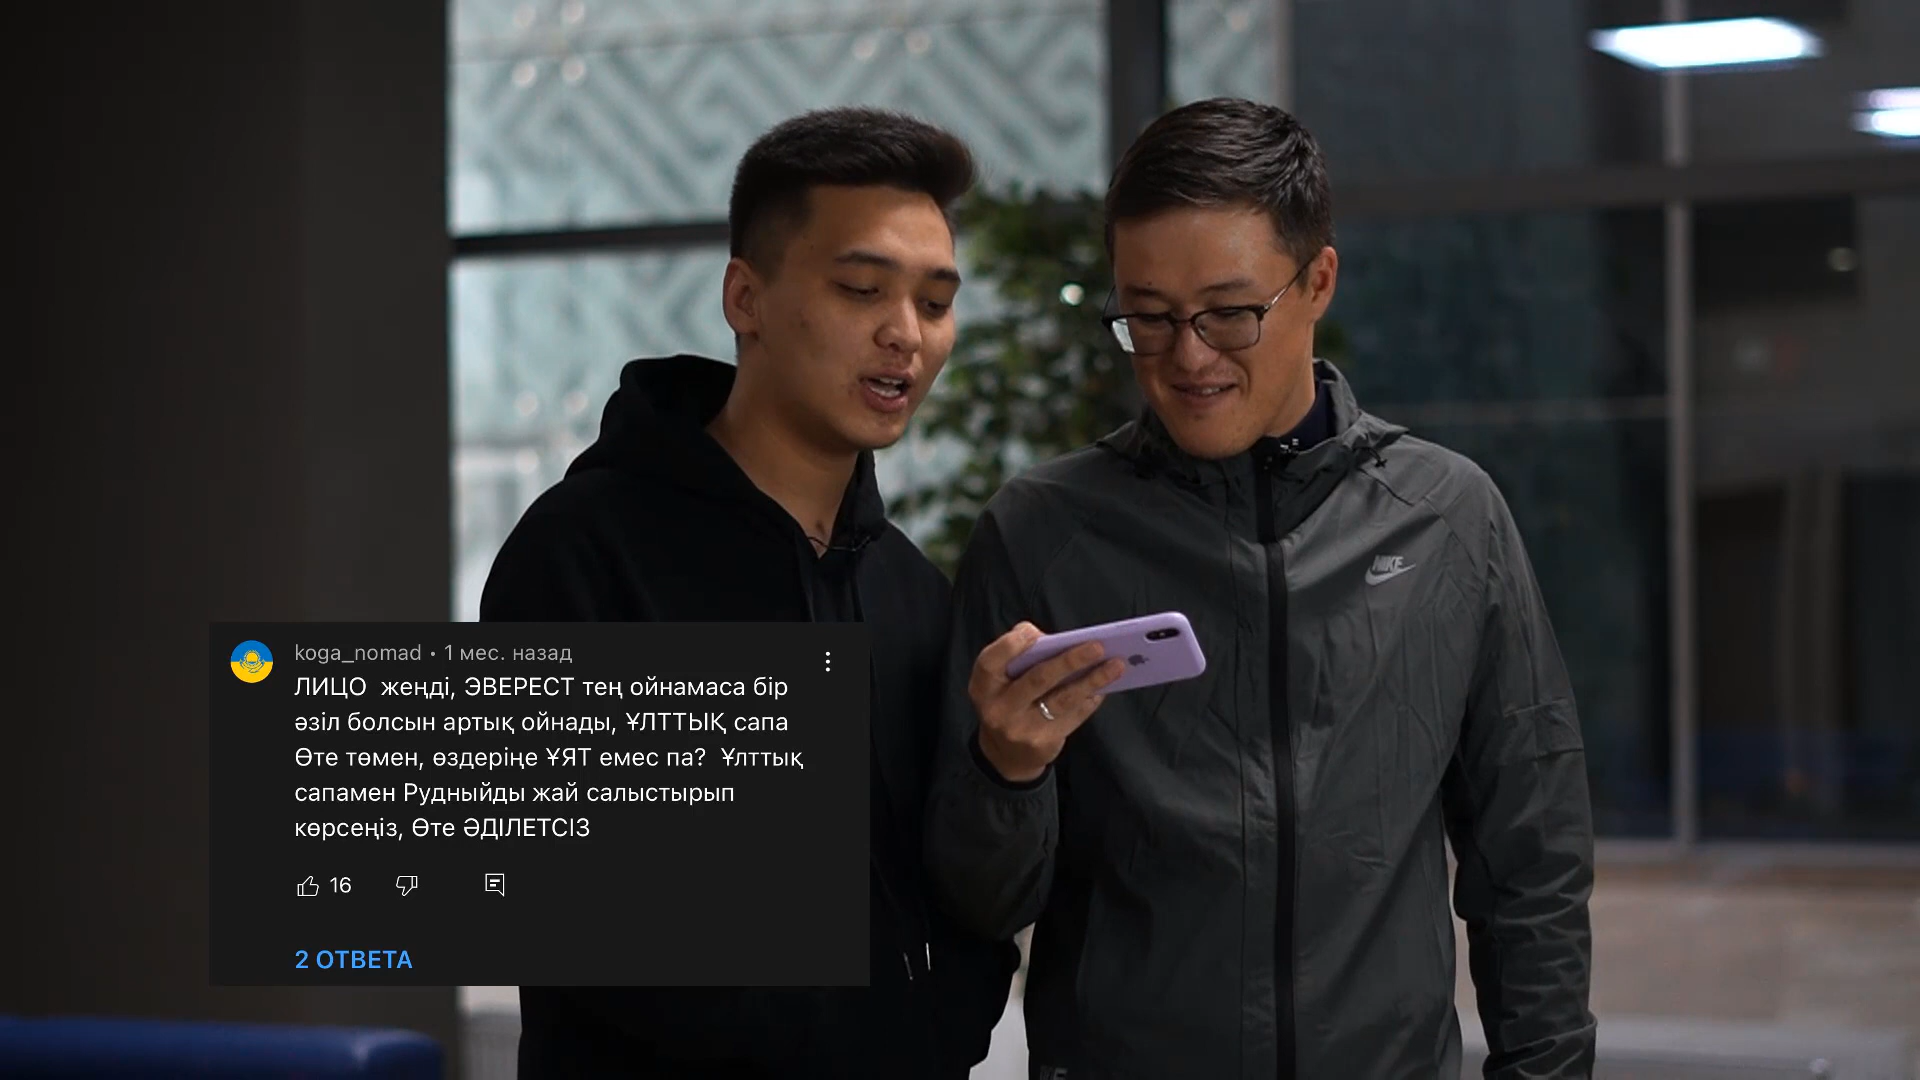 koga_nomad • 1 мес. назад
ЛИЦО жеңді, ЭВЕРЕСТ тең ойнамаса бір
әзіл болсын артық ойнады, ҰЛТТЫҚ сапа
Өте төмен, өздеріңе ҰЯТ емес па? Ұлттық
сапамен Рудныйды жай салыстырып
көрсеңіз, Өте ӘДІЛЕТСІЗ
16
2 ОТВЕТА
NIKE